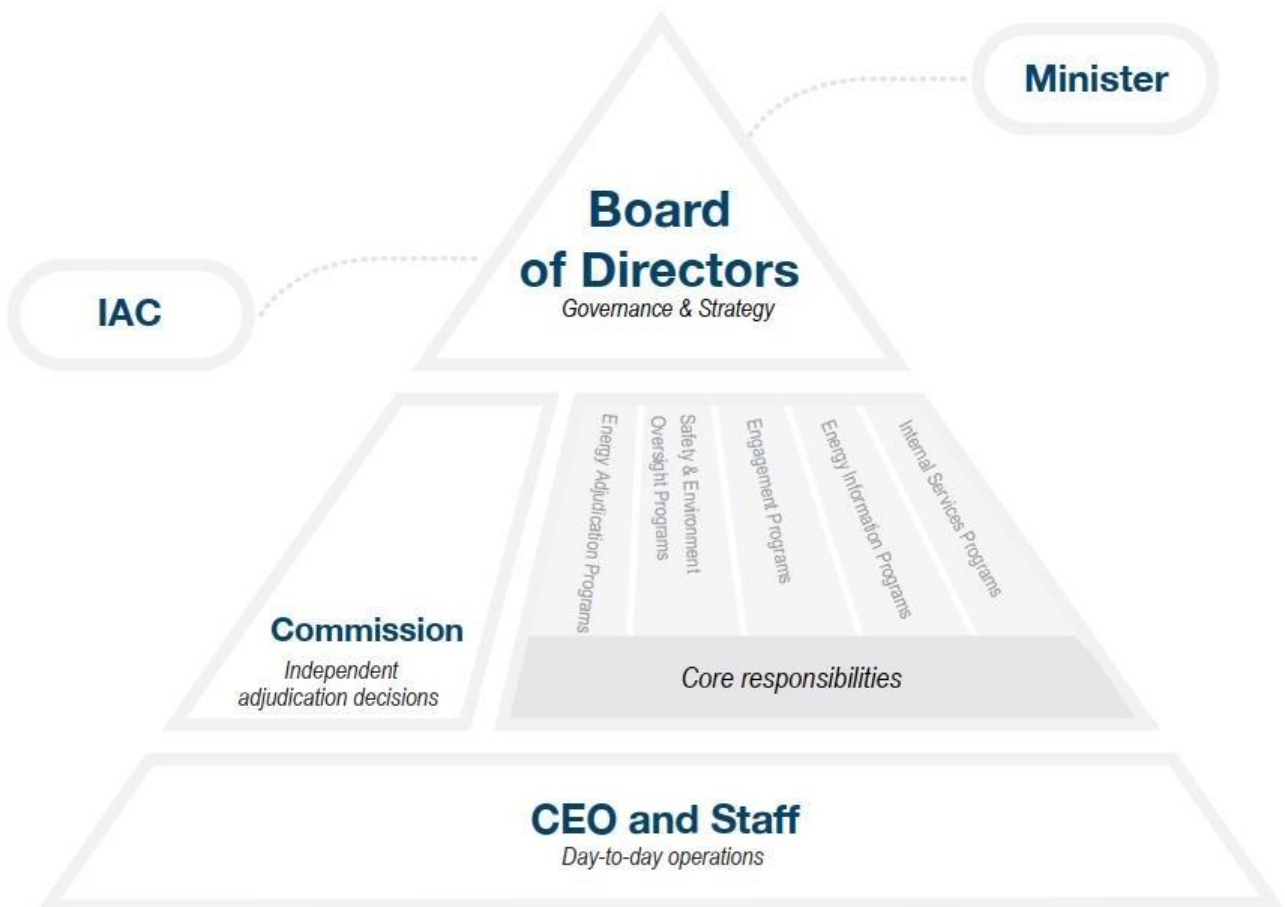 Minister
Board
of Directors
Governance & Strategy
IAC
Energy Adjudication Programs
Safety & Environment
Oversight Programs
Engagement Programs
Energy Information Programs
Internal Services Programs
Commission
Independent
adjudication decisions
Core responsibilities
CEO and Staff
Day-to-day operations